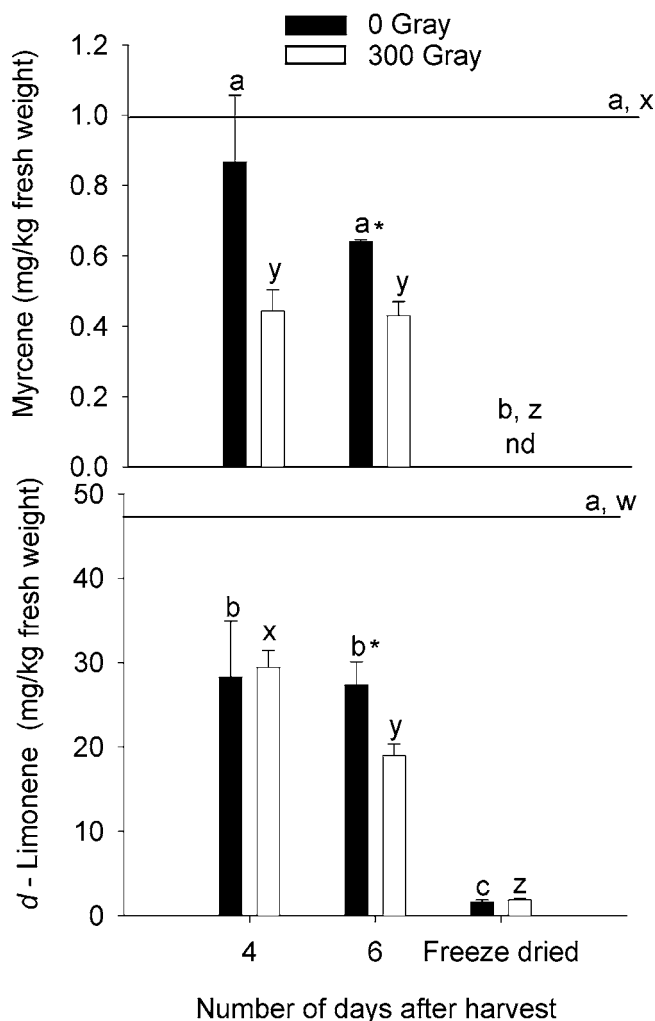 0 Gray
300 Gray
Myrcene (mg/kg fresh weight)
1.2
1.0
0.8
0.6
0.4
0.2
0.0
a
a, x
y
a*
y
b, z
nd
d - Limonene (mg/kg fresh weight)
50
40
30
20
10
0
a, w
b
x
b*
y
c
z
4
6
Freeze dried
Number of days after harvest